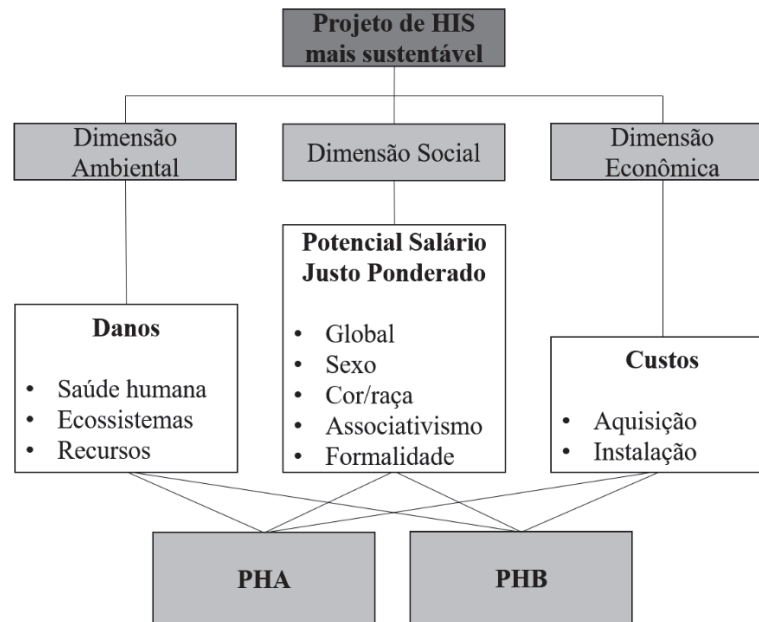 Projeto de HIS
mais sustentável
Dimensão
Ambiental
Dimensão Social
Dimensão
Econômica
Potencial Salário
Justo Ponderado
• Global
• Sexo
• Cor/raça
• Associativismo
• Formalidade
Danos
• Saúde humana
• Ecossistemas
• Recursos
Custos
• Aquisição
• Instalação
PHA
PHB